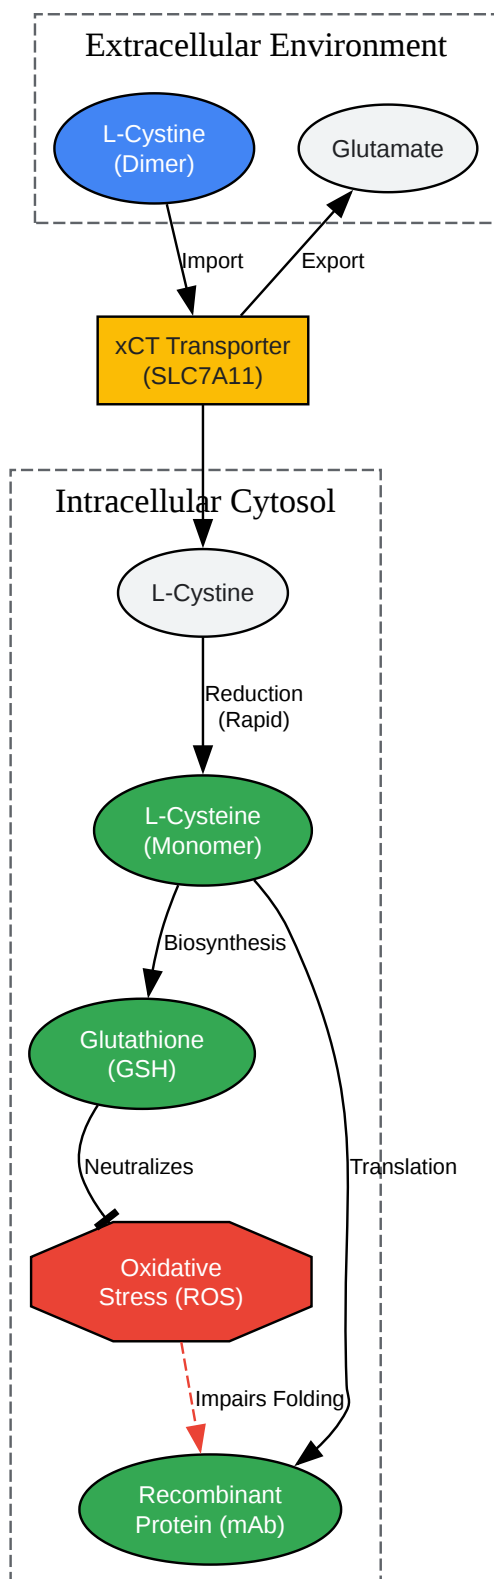 Extracellular Environment
L-Cystine
(Dimer)
Glutamate
Import
Export
xCT Transporter
(SLC7A11)
Intracellular Cytosol
L-Cystine
Reduction
(Rapid)
L-Cysteine
(Monomer)
Biosynthesis
Glutathione
(GSH)
Neutralizes
Translation
Oxidative
Stress (ROS)
Impairs Folding
Recombinant
Protein (mAb)